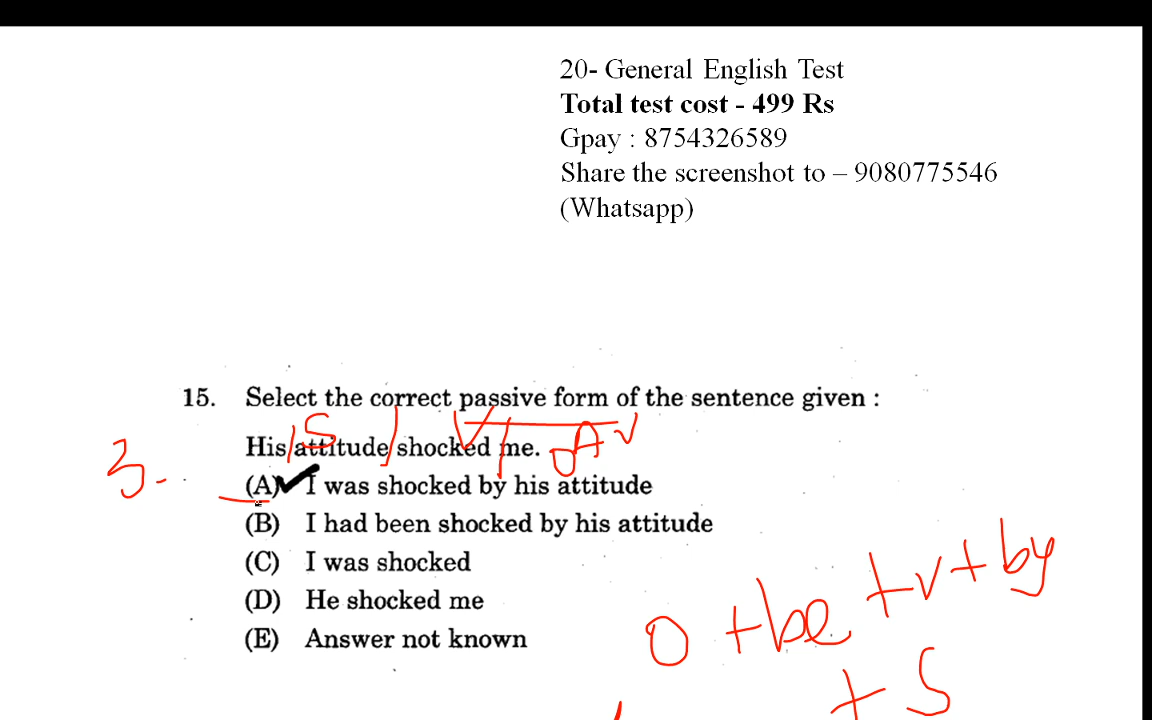 20- General English Test
Total test cost - 499 Rs
Gpay : 8754326589
Share the screenshot to – 9080775546
(Whatsapp)
15. Select the correct passive form of the sentence given :
S V O AV
His attitude shocked me.
3.
(A) I was shocked by his attitude
(B) I had been shocked by his attitude
(C) I was shocked
(D) He shocked me
(E) Answer not known
O + be + v + by
+ S